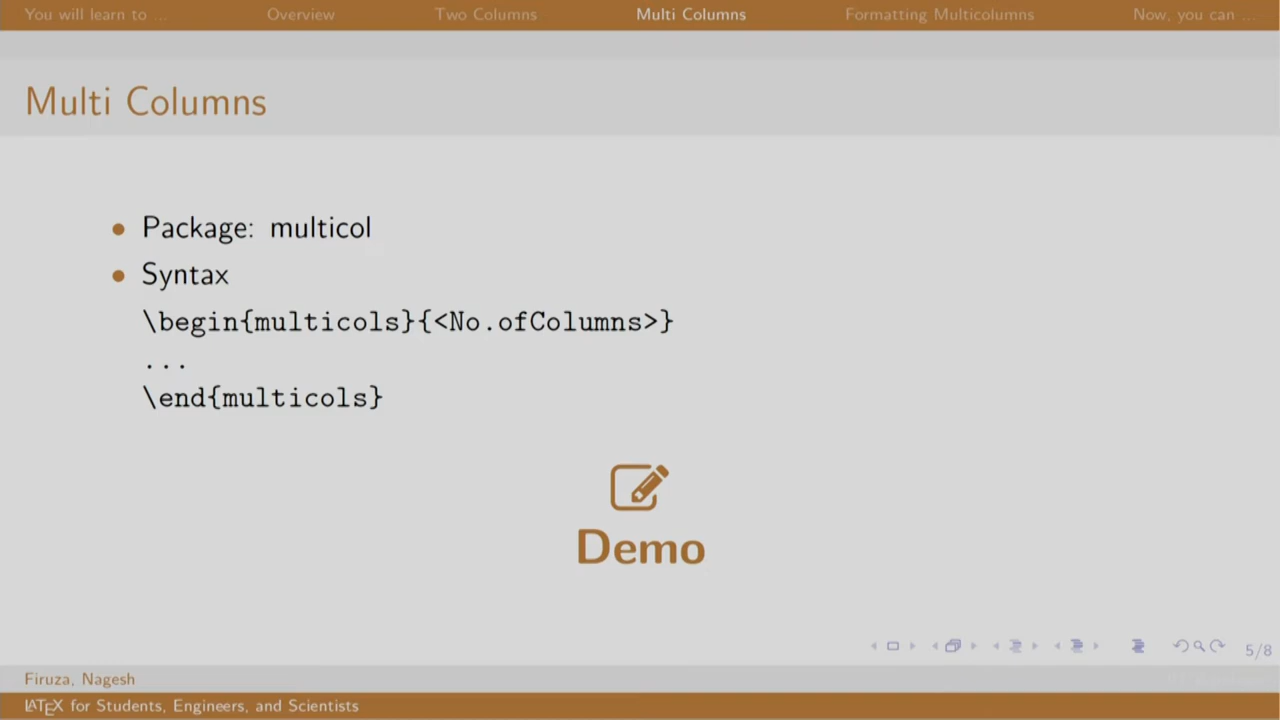 You will learn to ... Overview Two Columns Multi Columns Formatting Multicolumns Now, you can ...
Multi Columns
• Package: multicol
• Syntax
\begin{multicols}{<No.ofColumns>}
...
\end{multicols}
Demo
5/8
Firuza, Nagesh
LATEX for Students, Engineers, and Scientists